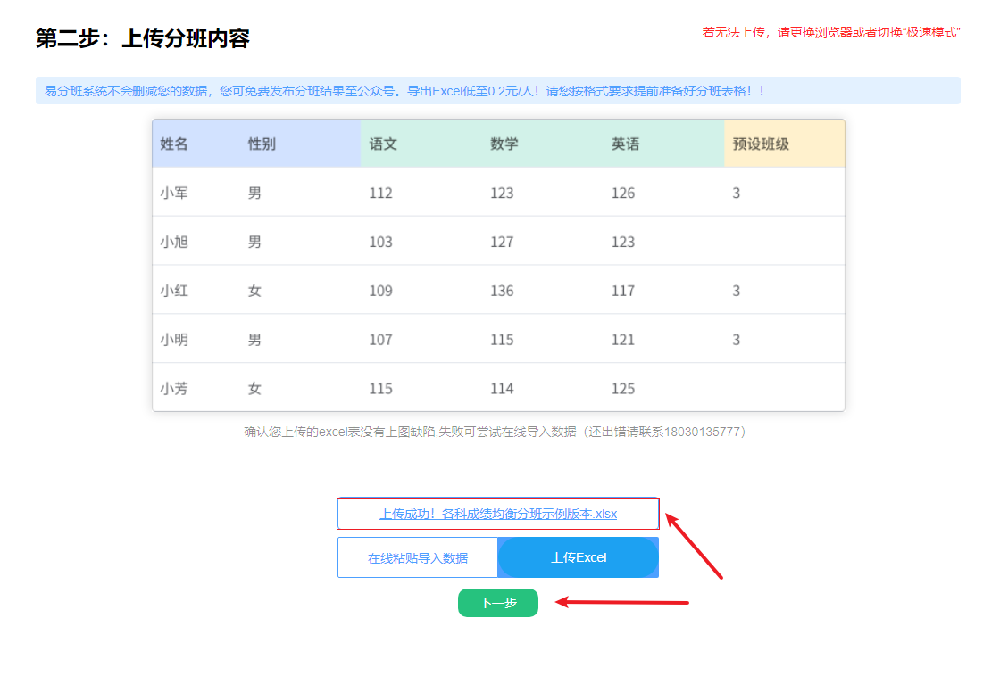 第二步：上传分班内容
若无法上传，请更换浏览器或者切换“极速模式”
易分班系统不会删减您的数据，您可免费发布分班结果至公众号。导出Excel低至0.2元/人！请您按格式要求提前准备好分班表格！！
姓名 性别 语文 数学 英语 预设班级
小军 男 112 123 126 3
小旭 男 103 127 123
小红 女 109 136 117 3
小明 男 107 115 121 3
小芳 女 115 114 125
确认您上传的excel表没有上图缺陷,失败可尝试在线导入数据（还出错请联系18030135777）
上传成功！各科成绩均衡分班示例版本.xlsx
在线粘贴导入数据 上传Excel
下一步